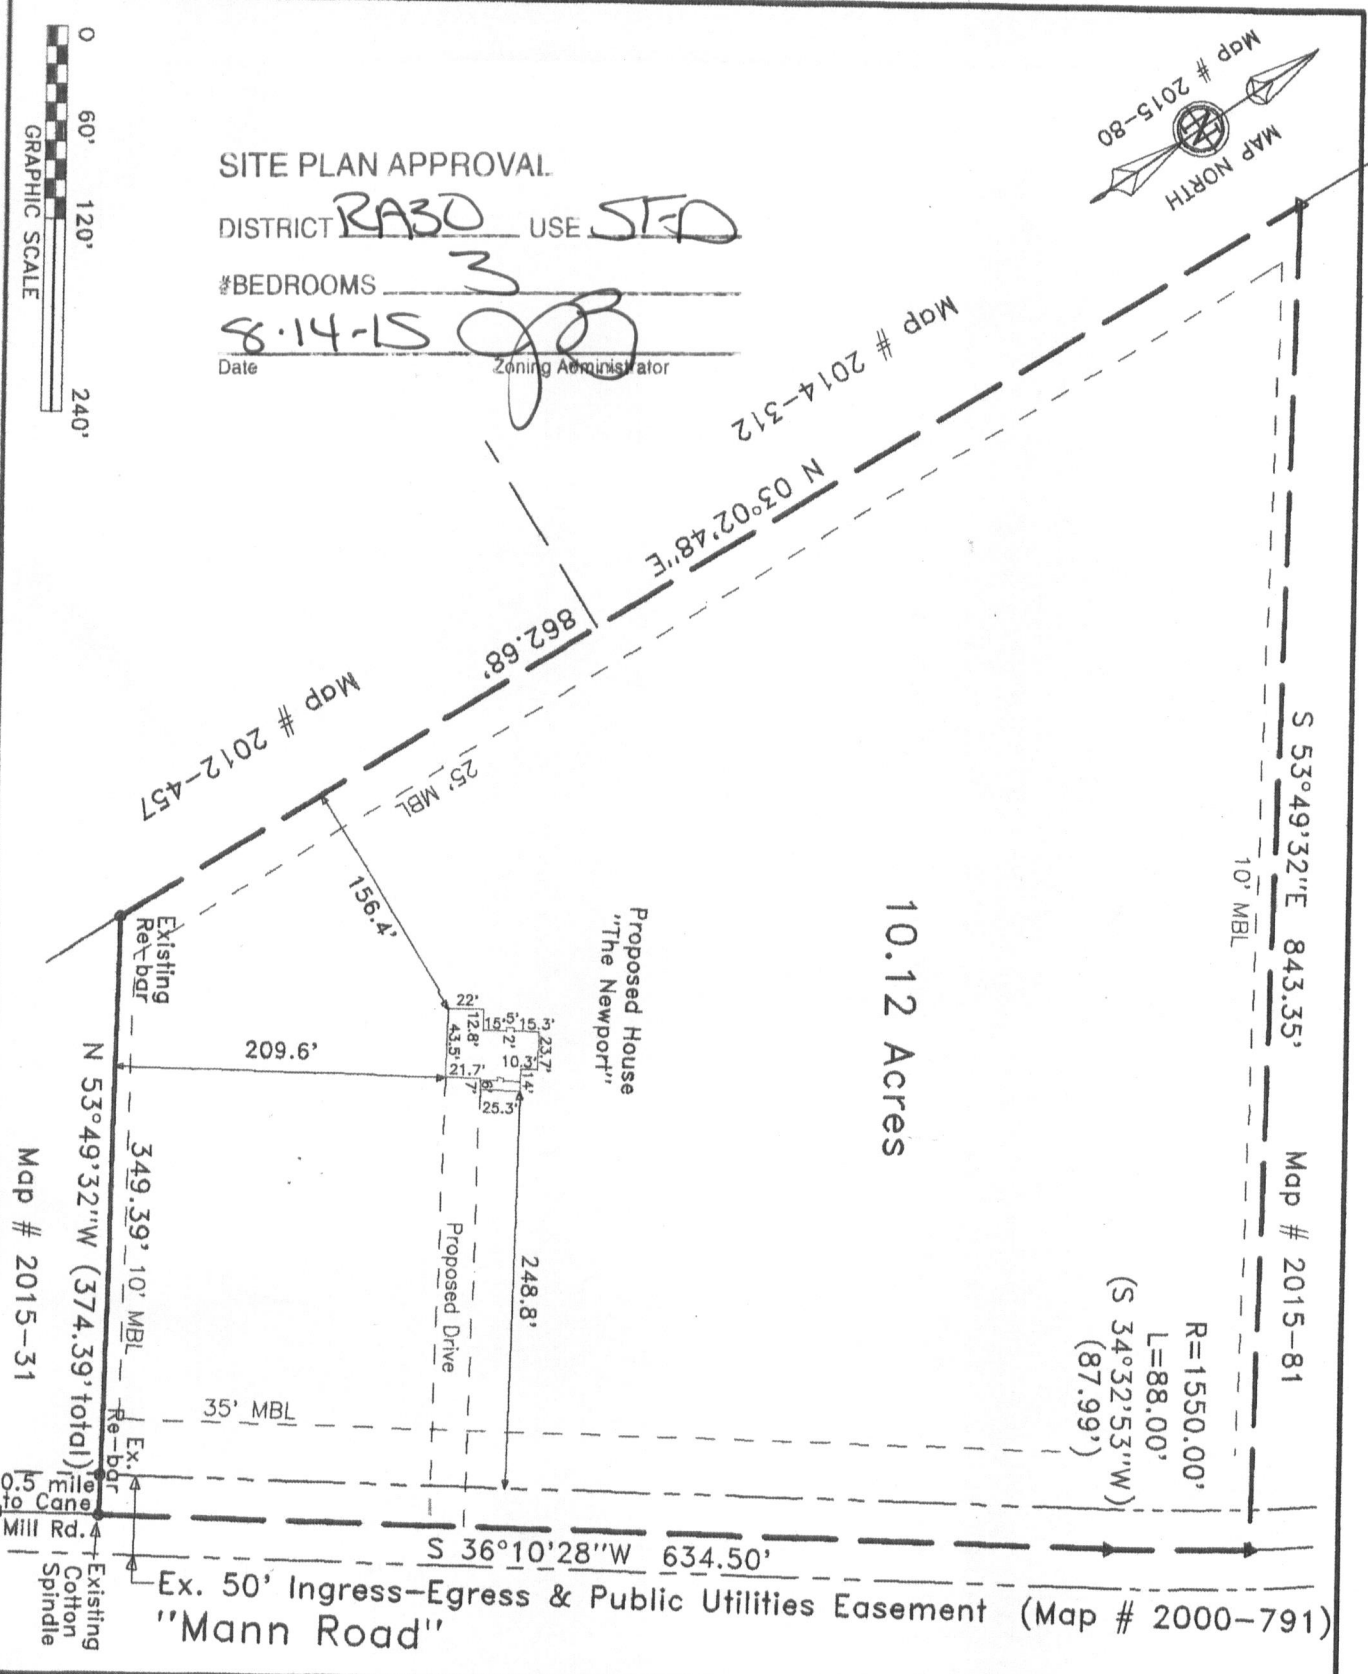 0 60' 120' 240'
GRAPHIC SCALE
SITE PLAN APPROVAL
DISTRICT RA30 USE SFD
#BEDROOMS 3
8-14-15
Date Zoning Administrator
Map # 2015-80
MAP NORTH
N
Map # 2014-312
N 03°02'48"E
862.68'
Map # 2012-457
25' MBL
S 53°49'32"E 843.35'
10' MBL
Map # 2015-81
10.12 Acres
Proposed House
"The Newport"
156.4'
209.6'
22'
12.8'
15'
5'
2'
15.3'
23.7'
10.3'
14'
43.5'
21.7'
7'
6'
25.3'
248.8'
Proposed Drive
Existing
Re-bar
N 53°49'32"W (374.39' total)
349.39' 10' MBL
Map # 2015-31
35' MBL
R=1550.00'
L=88.00'
(S 34°32'53"W)
(87.99')
Ex.
Re-bar
0.5 mile
to Cane
Mill Rd.
Existing
Cotton
Spindle
S 36°10'28"W 634.50'
Ex. 50' Ingress-Egress & Public Utilities Easement (Map # 2000-791)
"Mann Road"